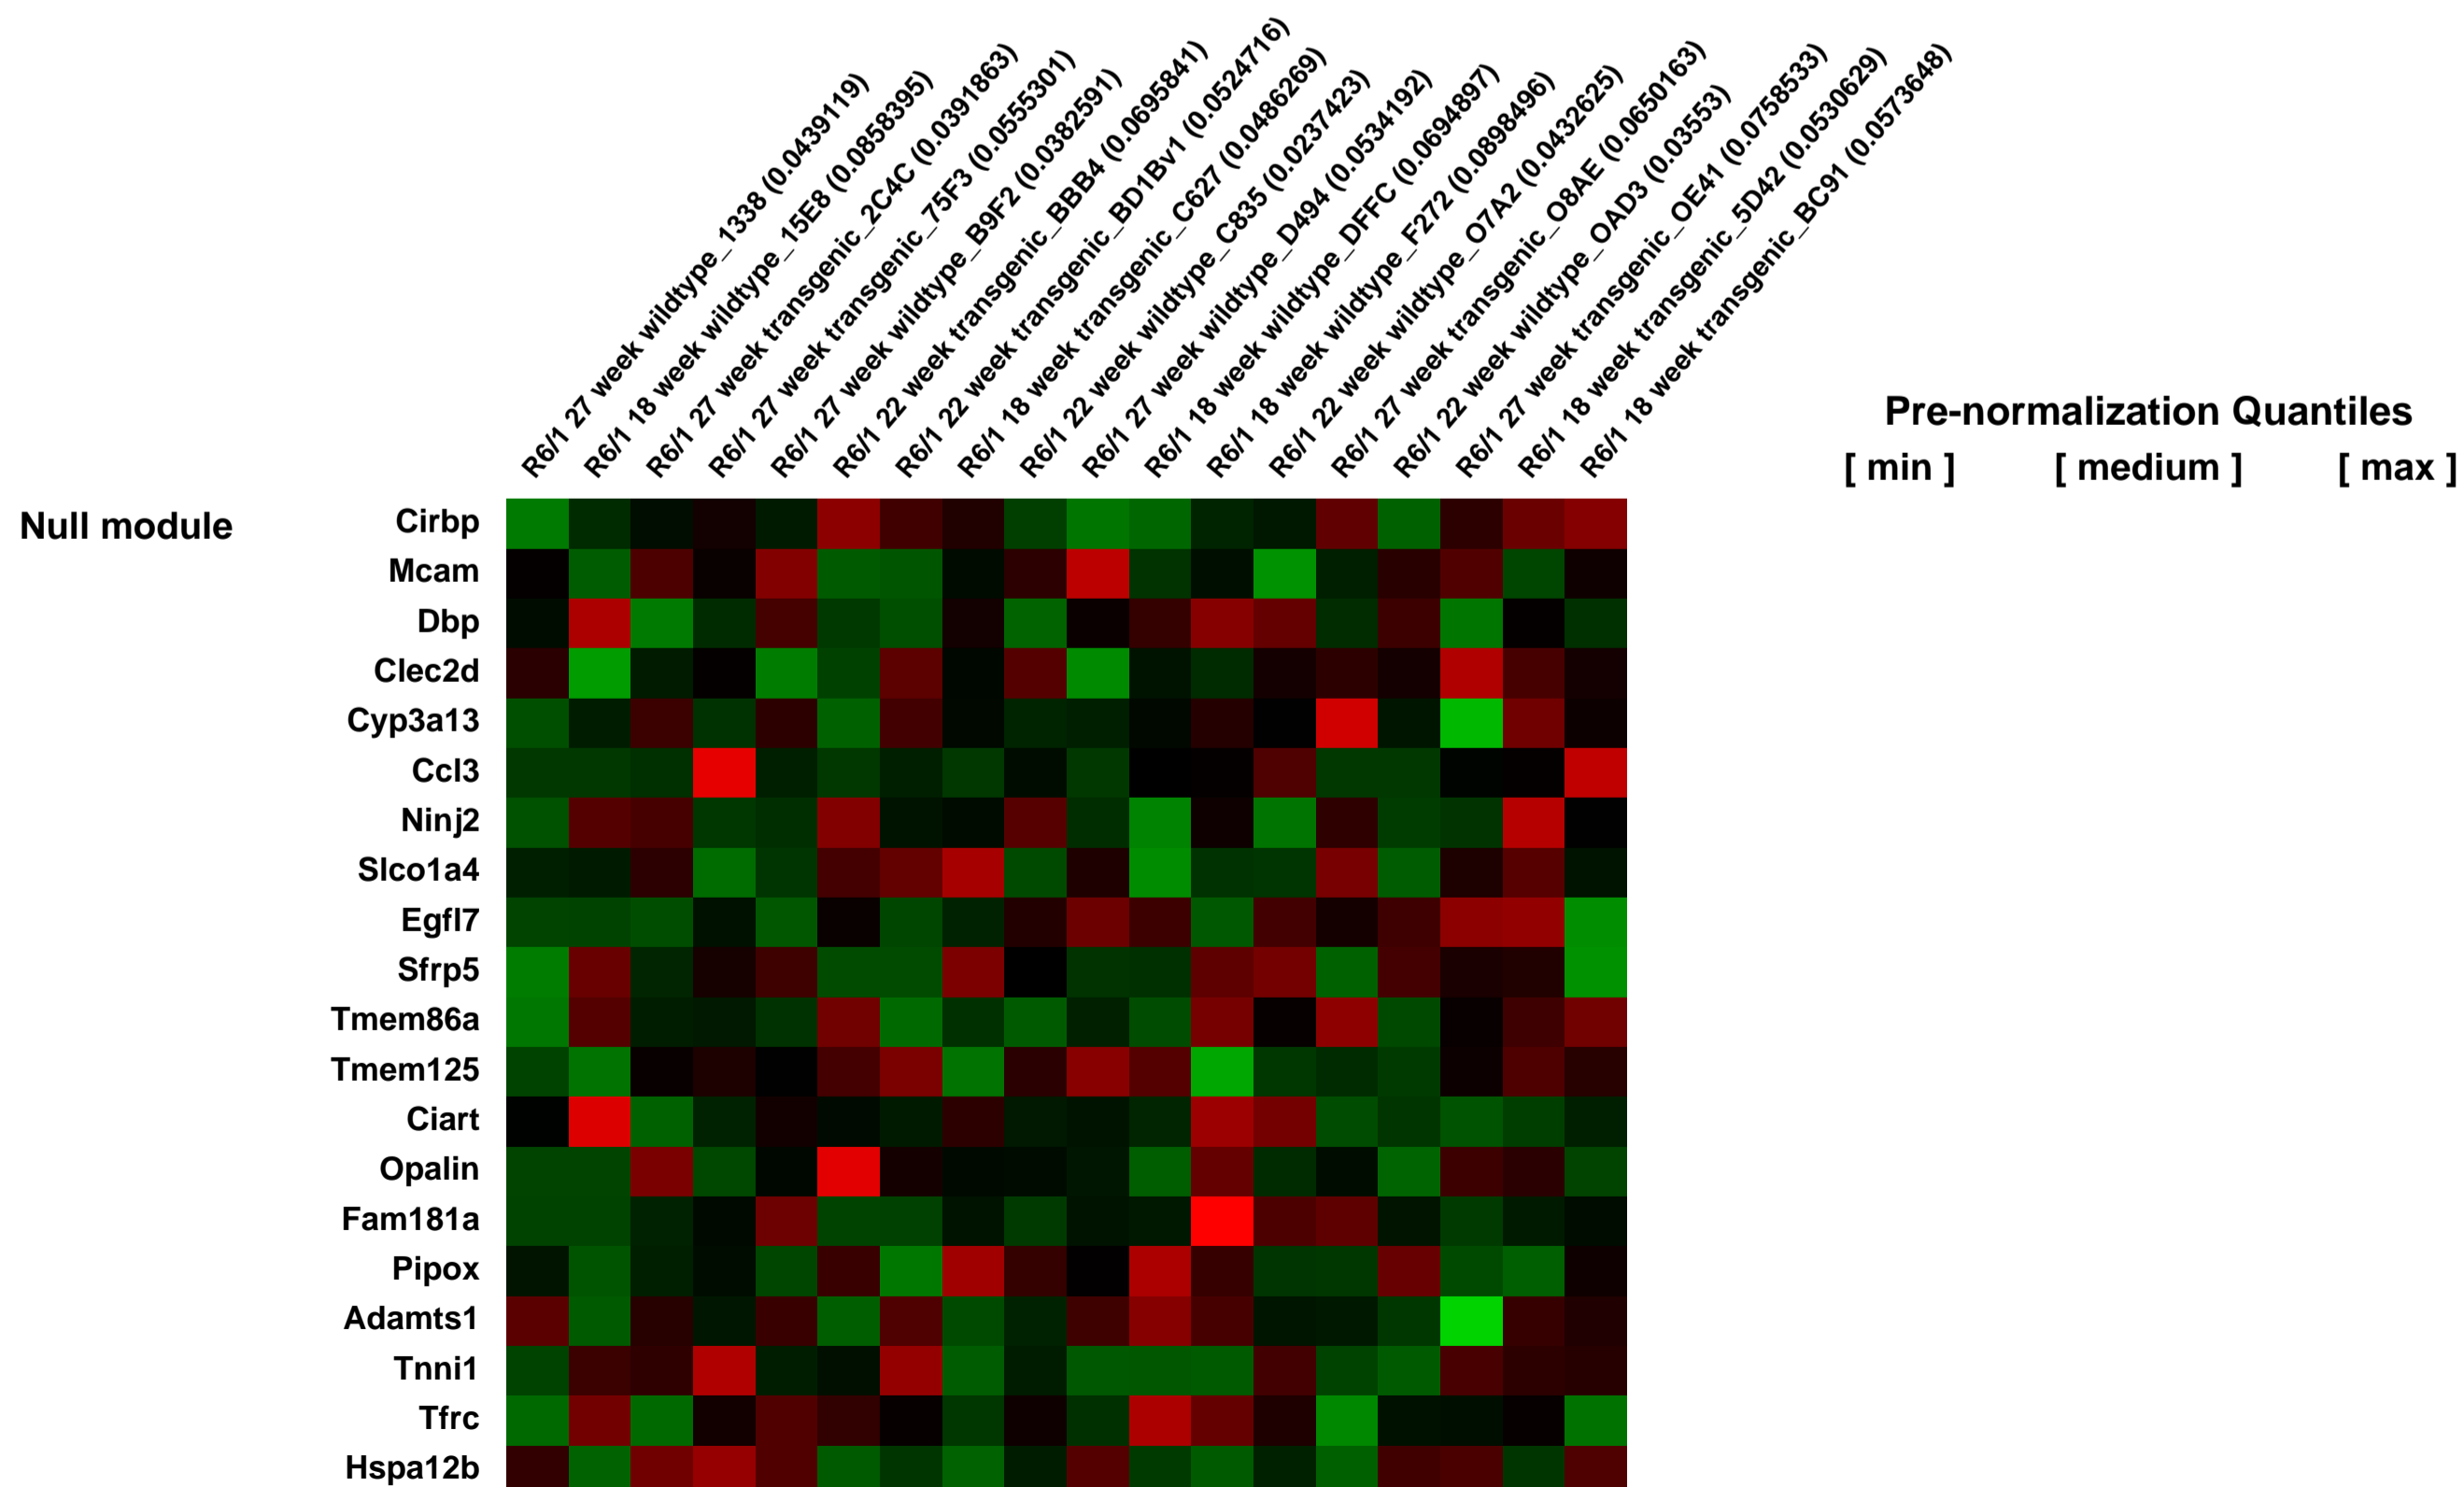 R6/1 27 week wildtype_1338 (0.0439119)
R6/1 18 week wildtype_15E8 (0.0858395)
R6/1 27 week transgenic_2C4C (0.0391863)
R6/1 27 week transgenic_75F3 (0.0555301)
R6/1 27 week wildtype_B9F2 (0.0382591)
R6/1 22 week transgenic_BBB4 (0.0695841)
R6/1 22 week transgenic_BD1Bv1 (0.0524716)
R6/1 18 week transgenic_C627 (0.0486269)
R6/1 22 week wildtype_C835 (0.0237423)
R6/1 27 week wildtype_D494 (0.0534192)
R6/1 18 week wildtype_DFFC (0.0694897)
R6/1 18 week wildtype_F272 (0.0898496)
R6/1 22 week wildtype_O7A2 (0.0432625)
R6/1 27 week transgenic_O8AE (0.0650163)
R6/1 22 week wildtype_OAD3 (0.03553)
R6/1 27 week transgenic_OE41 (0.0758533)
R6/1 18 week transgenic_5D42 (0.0530629)
R6/1 18 week transgenic_BC91 (0.0573648)
Pre-normalization Quantiles
[ min ] [ medium ] [ max ]
Null module
Cirbp
Mcam
Dbp
Clec2d
Cyp3a13
Ccl3
Ninj2
Slco1a4
Egfl7
Sfrp5
Tmem86a
Tmem125
Ciart
Opalin
Fam181a
Pipox
Adamts1
Tnni1
Tfrc
Hspa12b